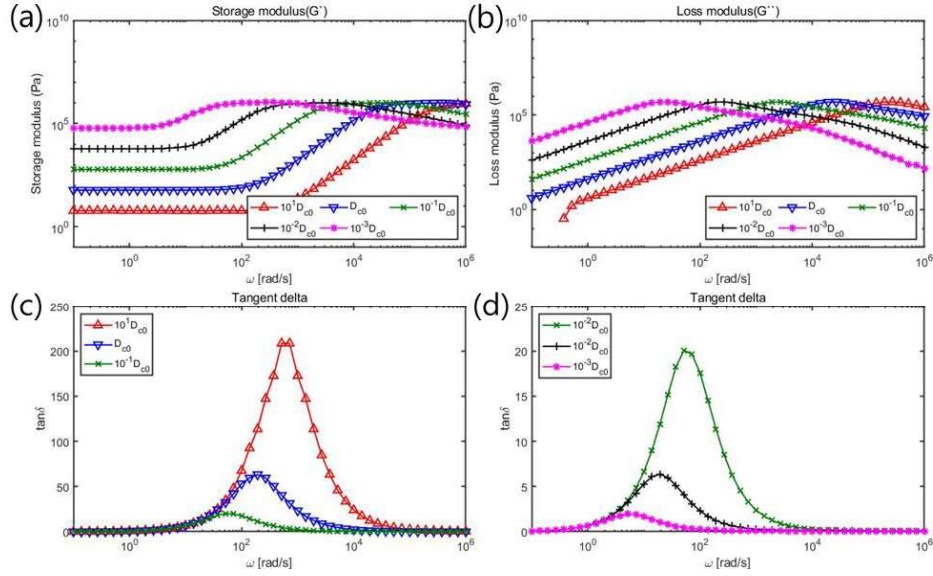 (a)
Storage modulus(G`)
Storage modulus (Pa)
10^10
10^5
10^0
10^1D_c0
D_c0
10^-1D_c0
10^-2D_c0
10^-3D_c0
10^0
10^2
10^4
10^6
ω [rad/s]
(b)
Loss modulus(G``)
Loss modulus (Pa)
10^10
10^5
10^0
10^1D_c0
D_c0
10^-1D_c0
10^-2D_c0
10^-3D_c0
10^0
10^2
10^4
10^6
ω [rad/s]
(c)
Tangent delta
tanδ
250
200
150
100
50
0
10^1D_c0
D_c0
10^-1D_c0
10^0
10^2
10^4
10^6
ω [rad/s]
(d)
Tangent delta
tanδ
25
20
15
10
5
0
10^-2D_c0
10^-2D_c0
10^-3D_c0
10^0
10^2
10^4
10^6
ω [rad/s]